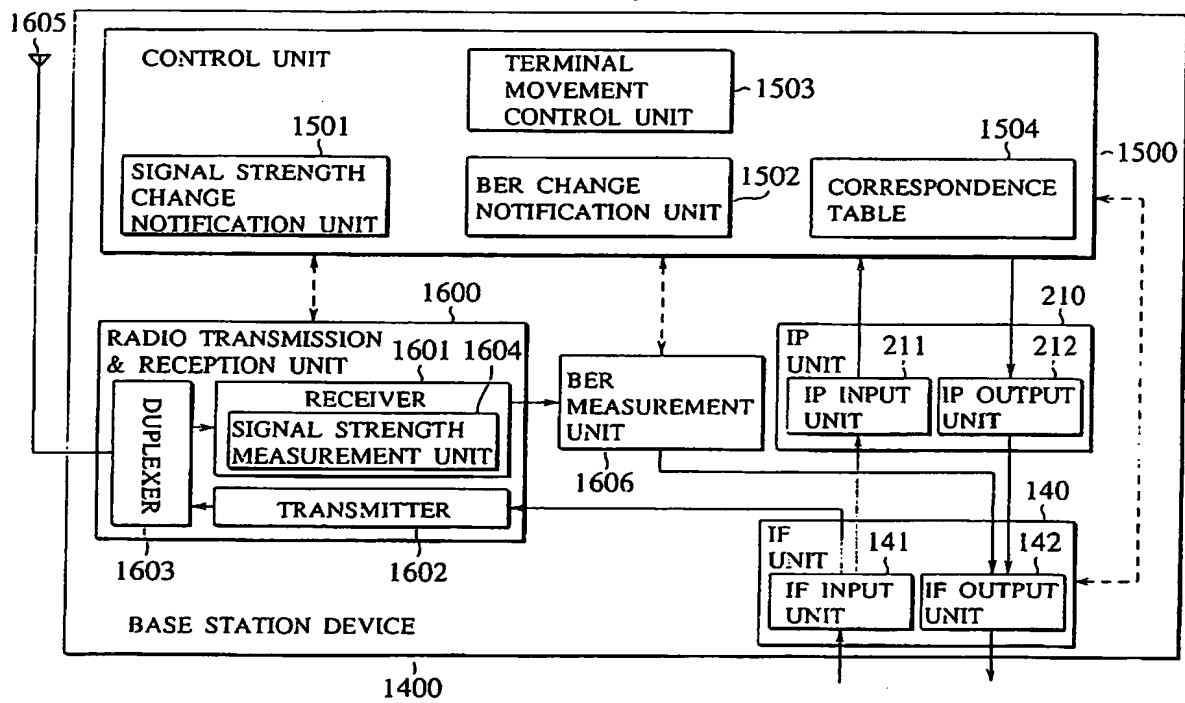 1605
CONTROL UNIT
TERMINAL
MOVEMENT
CONTROL UNIT
1503
1501
SIGNAL STRENGTH
CHANGE
NOTIFICATION UNIT
BER CHANGE
NOTIFICATION UNIT
1502
1504
CORRESPONDENCE
TABLE
1500
1600
RADIO TRANSMISSION
& RECEPTION UNIT
1601
1604
RECEIVER
SIGNAL STRENGTH
MEASUREMENT UNIT
DUPLEXER
TRANSMITTER
1603
1602
BER
MEASUREMENT
UNIT
1606
210
IP
UNIT
211
212
IP INPUT
UNIT
IP OUTPUT
UNIT
140
IF
UNIT
141
142
IF INPUT
UNIT
IF OUTPUT
UNIT
BASE STATION DEVICE
1400